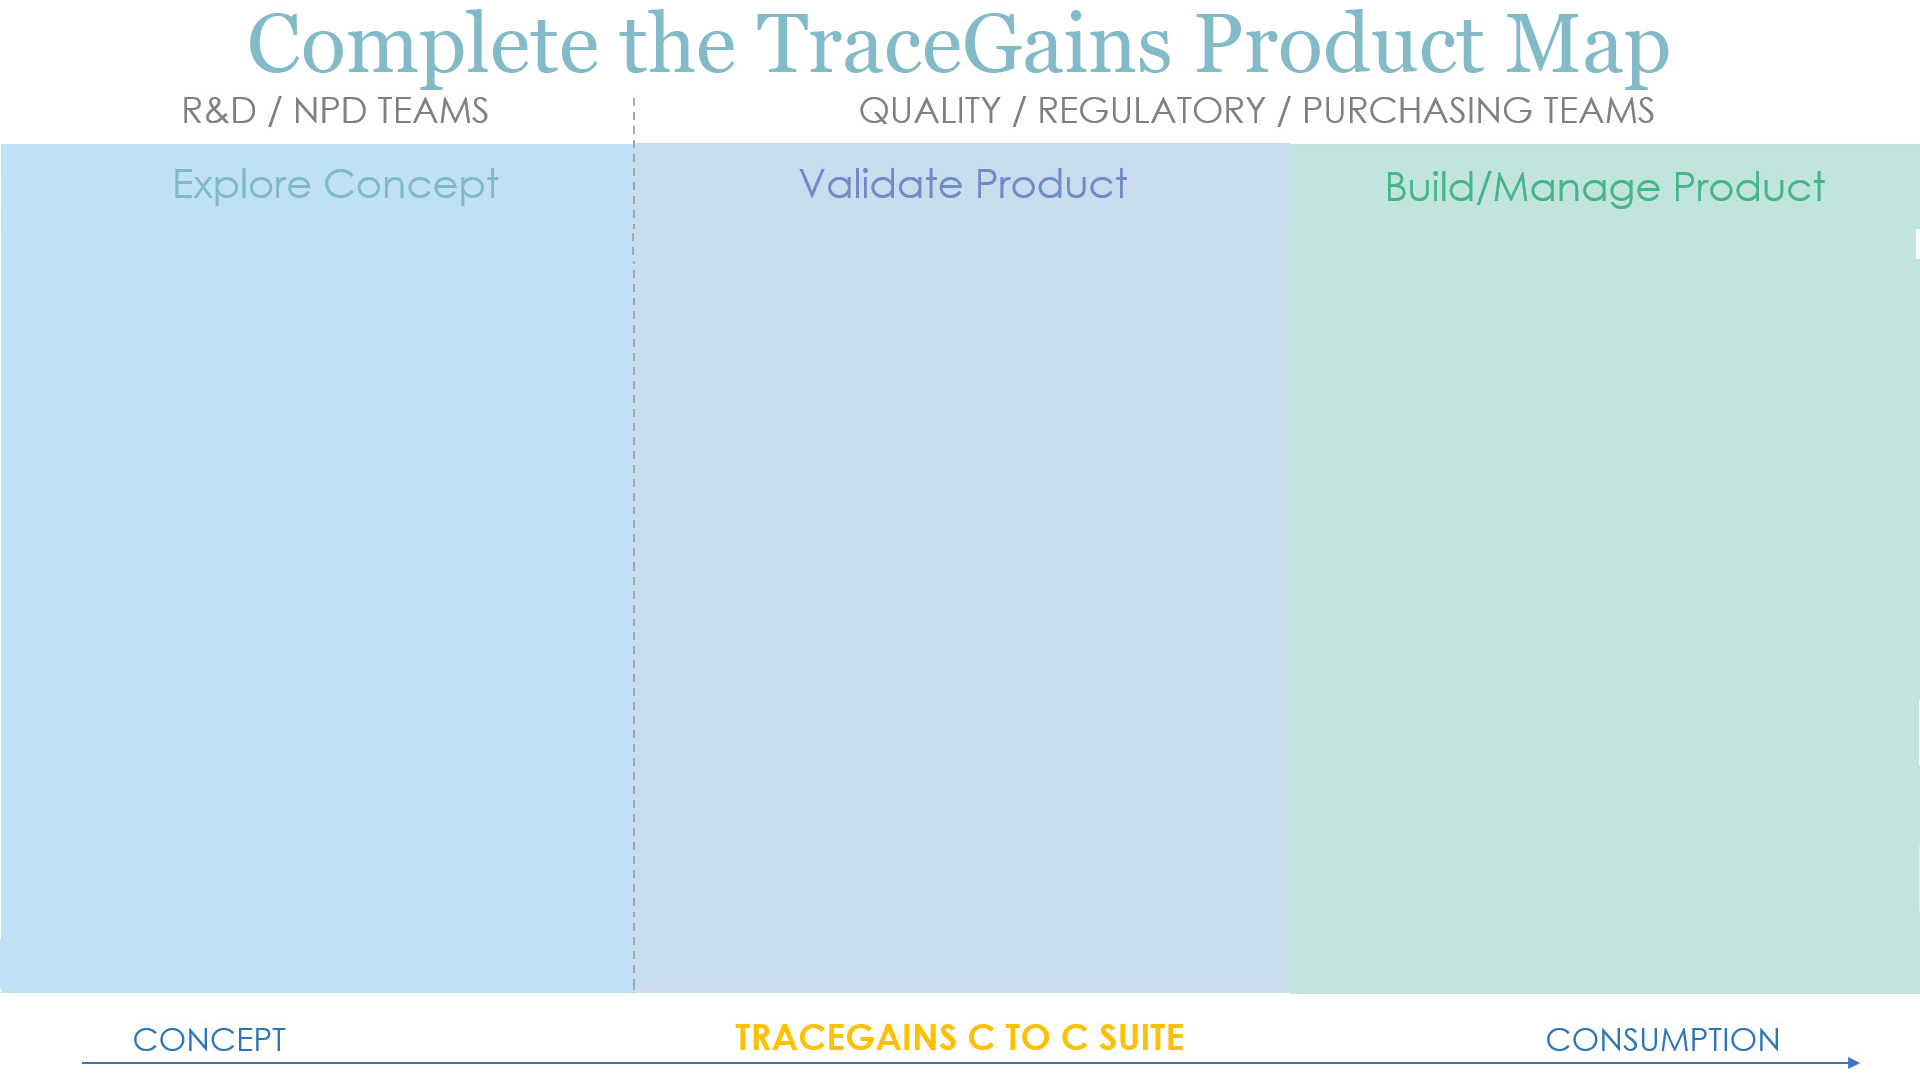 Complete the TraceGains Product Map
R&D / NPD TEAMS
QUALITY / REGULATORY / PURCHASING TEAMS
Explore Concept
Validate Product
Build/Manage Product
CONCEPT
TRACEGAINS C TO C SUITE
CONSUMPTION